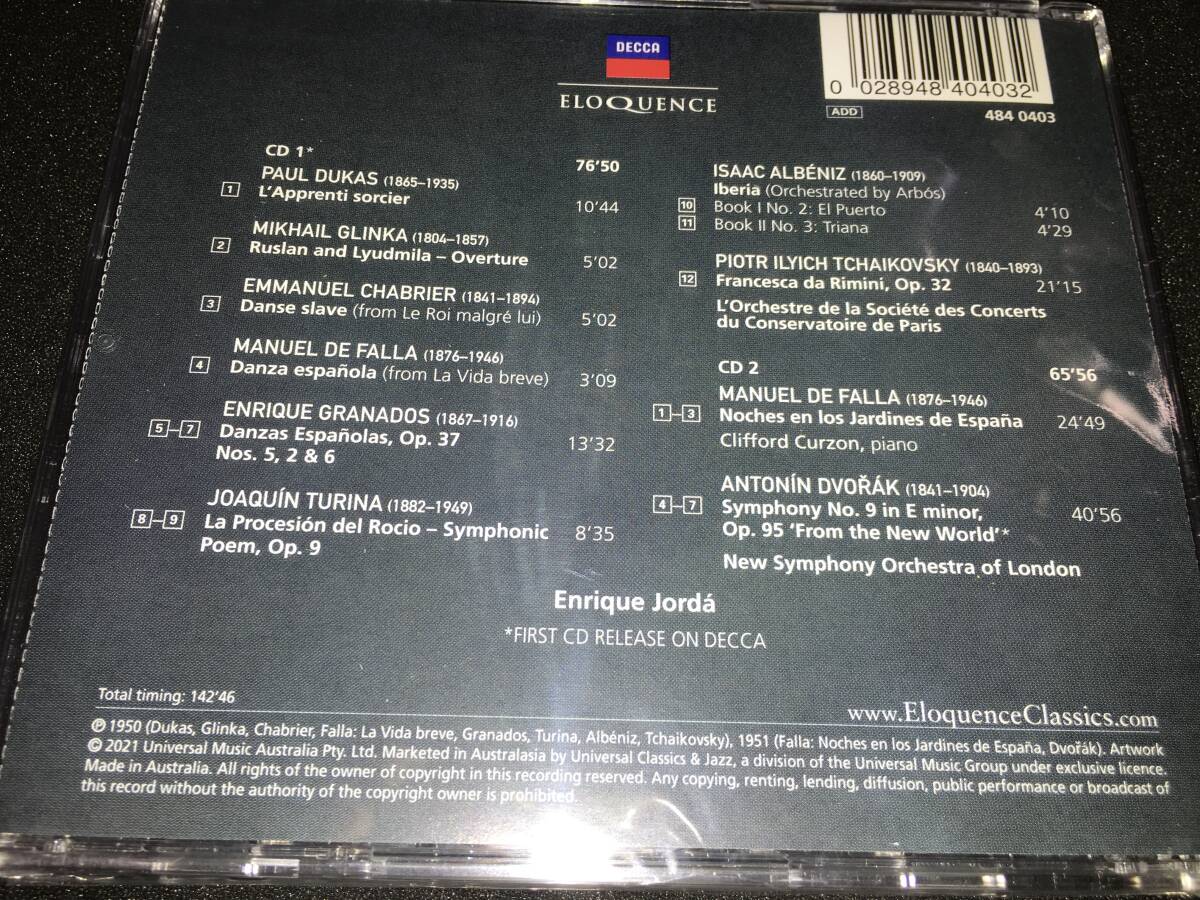 DECCA
ELOQUENCE
0 028948 404032
ADD
484 0403
CD 1*
76'50
PAUL DUKAS (1865–1935)
1 L'Apprenti sorcier 10'44
MIKHAIL GLINKA (1804–1857)
2 Ruslan and Lyudmila – Overture 5'02
EMMANUEL CHABRIER (1841–1894)
3 Danse slave (from Le Roi malgré lui) 5'02
MANUEL DE FALLA (1876–1946)
4 Danza española (from La Vida breve) 3'09
ENRIQUE GRANADOS (1867–1916)
5–7 Danzas Españolas, Op. 37 13'32
Nos. 5, 2 & 6
JOAQUÍN TURINA (1882–1949)
8–9 La Procesión del Rocio – Symphonic 8'35
Poem, Op. 9
ISAAC ALBÉNIZ (1860–1909)
Iberia (Orchestrated by Arbós)
10 Book I No. 2: El Puerto 4'10
11 Book II No. 3: Triana 4'29
PIOTR ILYICH TCHAIKOVSKY (1840–1893)
12 Francesca da Rimini, Op. 32 21'15
L'Orchestre de la Société des Concerts
du Conservatoire de Paris
CD 2 65'56
MANUEL DE FALLA (1876–1946)
1–3 Noches en los Jardines de España 24'49
Clifford Curzon, piano
ANTONÍN DVOŘÁK (1841–1904)
4–7 Symphony No. 9 in E minor, 40'56
Op. 95 'From the New World'*
New Symphony Orchestra of London
Enrique Jordá
*FIRST CD RELEASE ON DECCA
Total timing: 142'46
www.EloquenceClassics.com
℗ 1950 (Dukas, Glinka, Chabrier, Falla: La Vida breve, Granados, Turina, Albéniz, Tchaikovsky), 1951 (Falla: Noches en los Jardines de España, Dvořák). Artwork
© 2021 Universal Music Australia Pty. Ltd. Marketed in Australasia by Universal Classics & Jazz, a division of the Universal Music Group under exclusive licence.
Made in Australia. All rights of the owner of copyright in this recording reserved. Any copying, renting, lending, diffusion, public performance or broadcast of
this record without the authority of the copyright owner is prohibited.